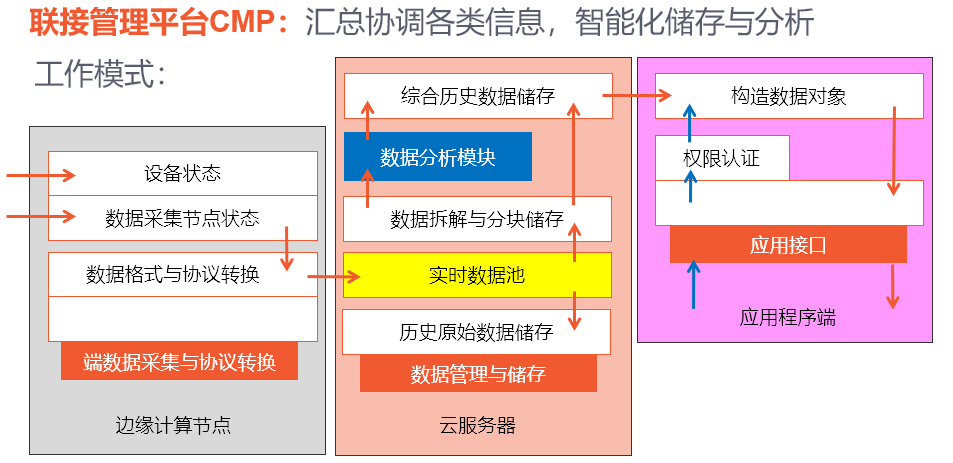 联接管理平台CMP：汇总协调各类信息，智能化储存与分析
工作模式：
设备状态
数据采集节点状态
数据格式与协议转换
端数据采集与协议转换
边缘计算节点
综合历史数据储存
数据分析模块
数据拆解与分块储存
实时数据池
历史原始数据储存
数据管理与储存
云服务器
构造数据对象
权限认证
应用接口
应用程序端